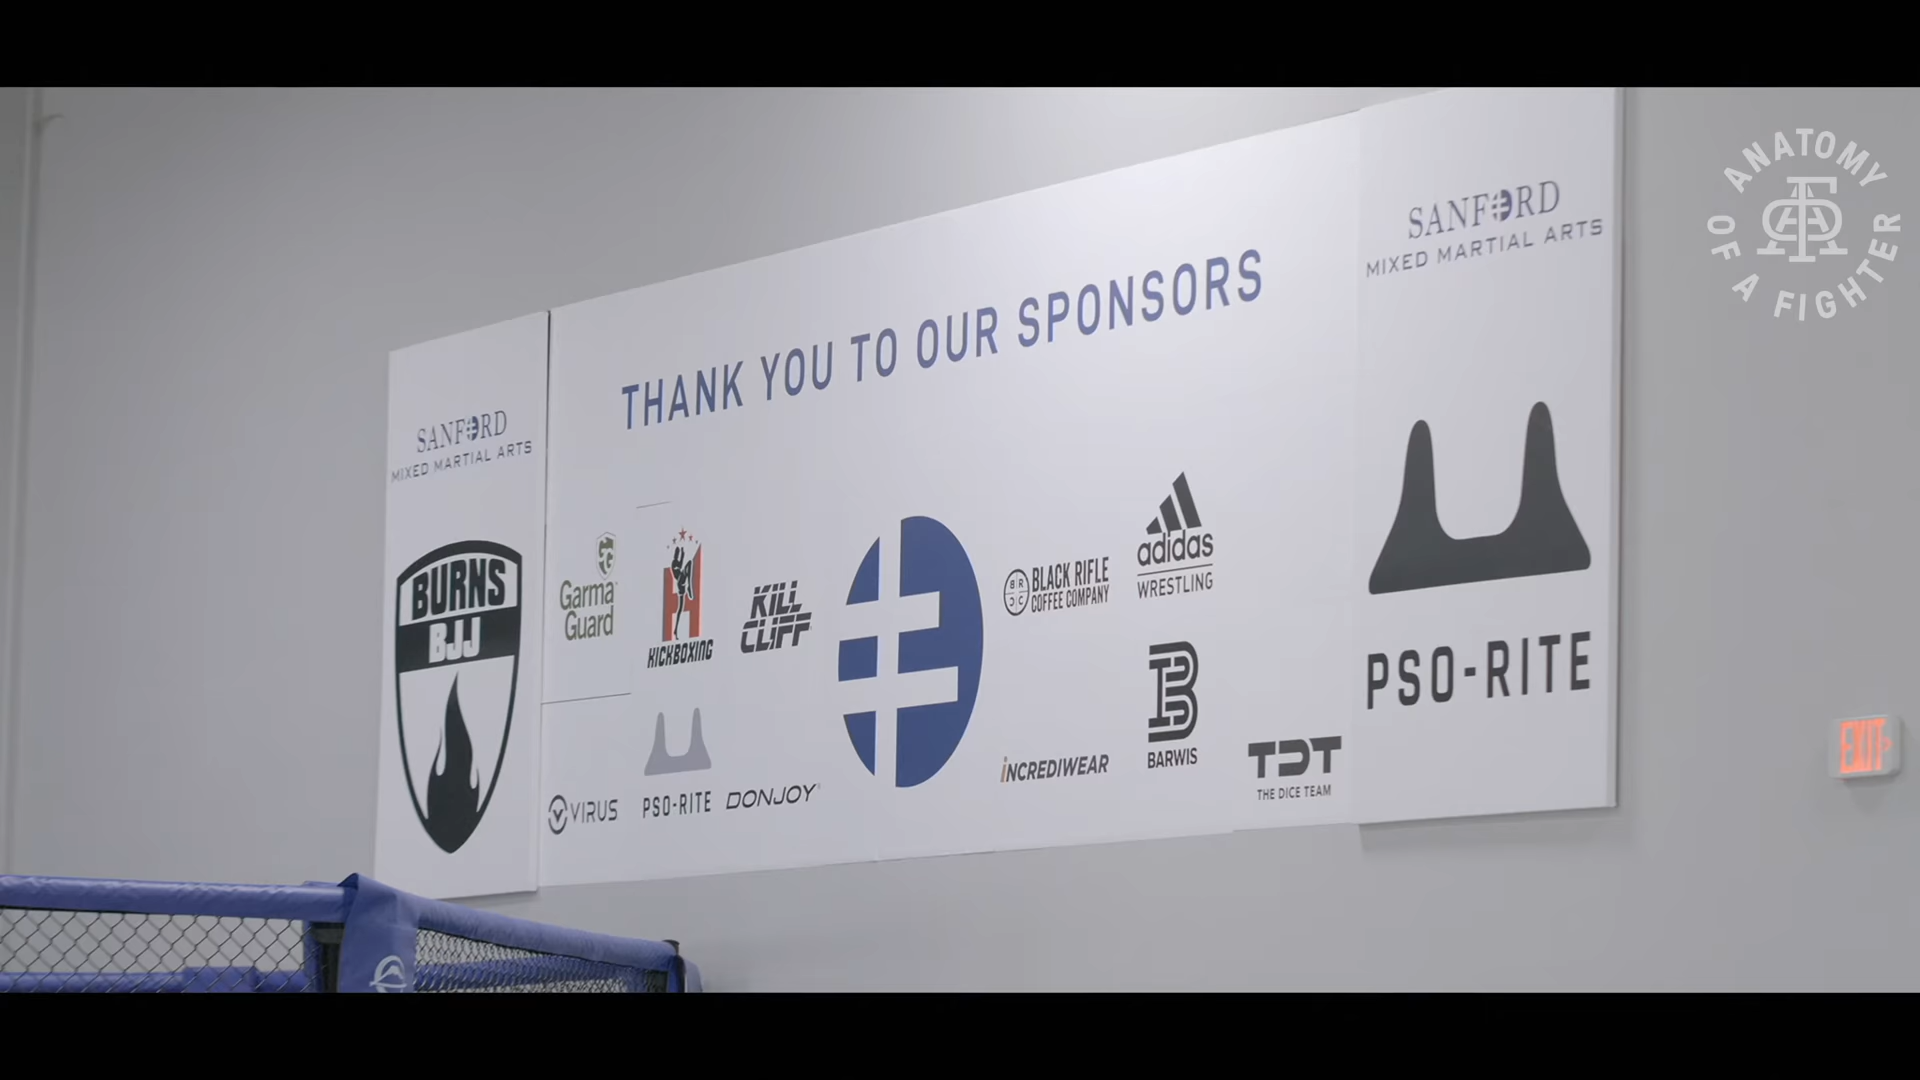 ANATOMY
OF A FIGHTER
SANFORD
MIXED MARTIAL ARTS
THANK YOU TO OUR SPONSORS
SANFORD
MIXED MARTIAL ARTS
BURNS
BJJ
GG
Garma
Guard
KICKBOXING
KILL
CLIFF
BLACK RIFLE
COFFEE COMPANY
BRCC
adidas
WRESTLING
VIRUS
PSO-RITE
DONJOY
INCREDIWEAR
B
BARWIS
TDT
THE DICE TEAM
PSO-RITE
EXIT